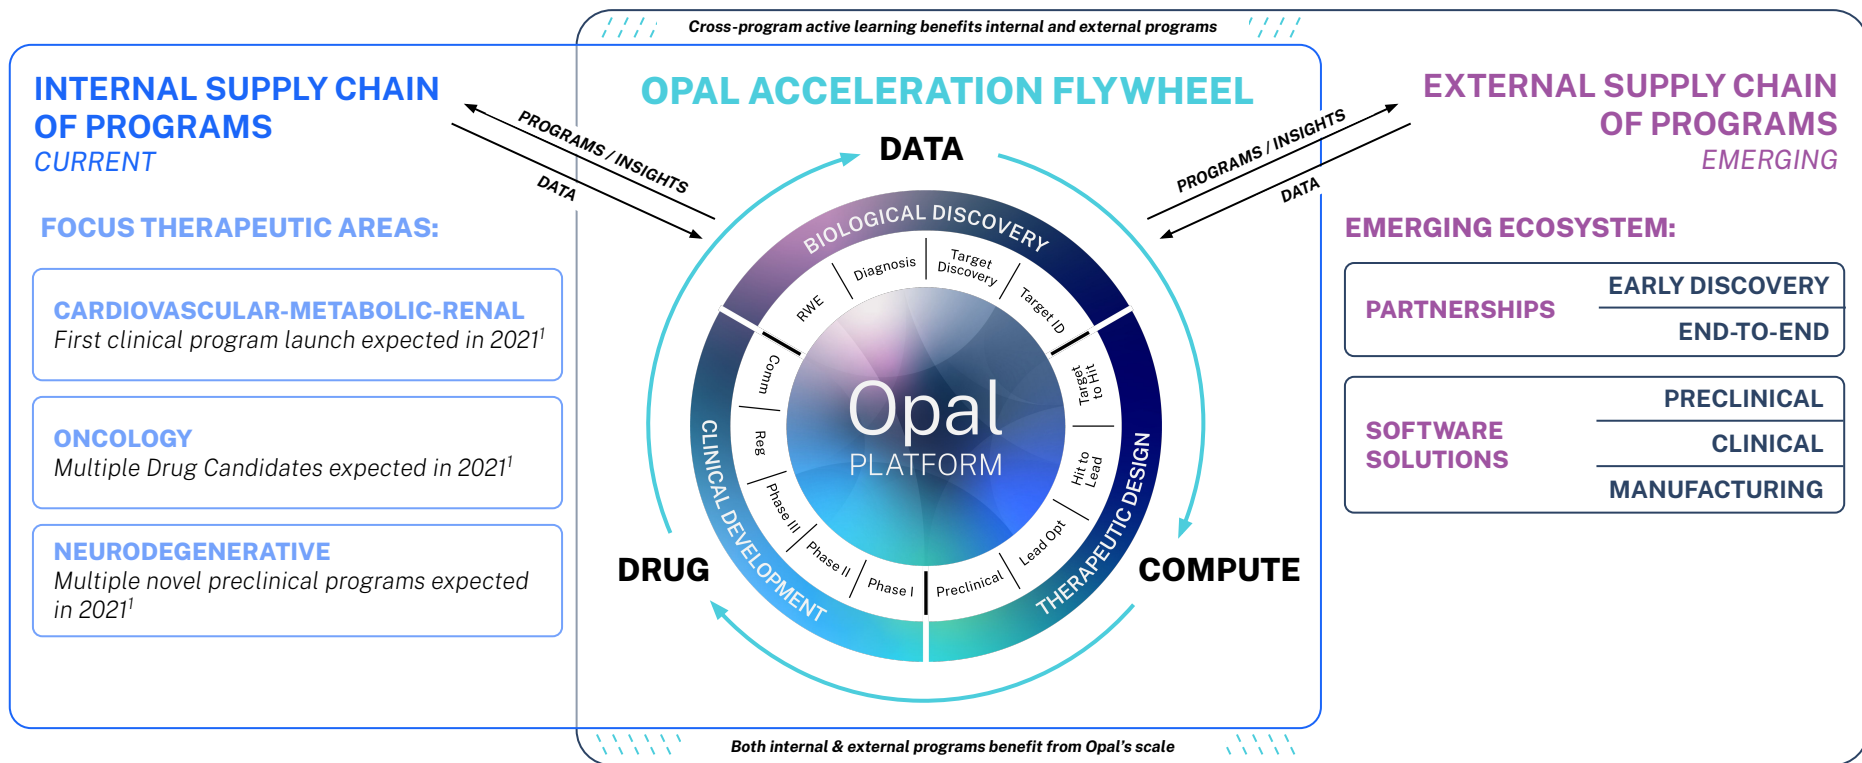 Cross-program active learning benefits internal and external programs
INTERNAL SUPPLY CHAIN
OF PROGRAMS
CURRENT
PROGRAMS / INSIGHTS
DATA
FOCUS THERAPEUTIC AREAS:
CARDIOVASCULAR-METABOLIC-RENAL
First clinical program launch expected in 2021¹
ONCOLOGY
Multiple Drug Candidates expected in 2021¹
NEURODEGENERATIVE
Multiple novel preclinical programs expected
in 2021¹
OPAL ACCELERATION FLYWHEEL
DATA
COMPUTE
DRUG
BIOLOGICAL DISCOVERY
RWE
Diagnosis
Target
Discovery
Target ID
THERAPEUTIC DESIGN
Target
to Hit
Hit to
Lead
Lead Opt
Preclinical
CLINICAL DEVELOPMENT
Phase I
Phase II
Phase III
Reg
Comm
Opal
PLATFORM
PROGRAMS / INSIGHTS
DATA
EXTERNAL SUPPLY CHAIN
OF PROGRAMS
EMERGING
EMERGING ECOSYSTEM:
PARTNERSHIPS
EARLY DISCOVERY
END-TO-END
SOFTWARE
SOLUTIONS
PRECLINICAL
CLINICAL
MANUFACTURING
Both internal & external programs benefit from Opal's scale